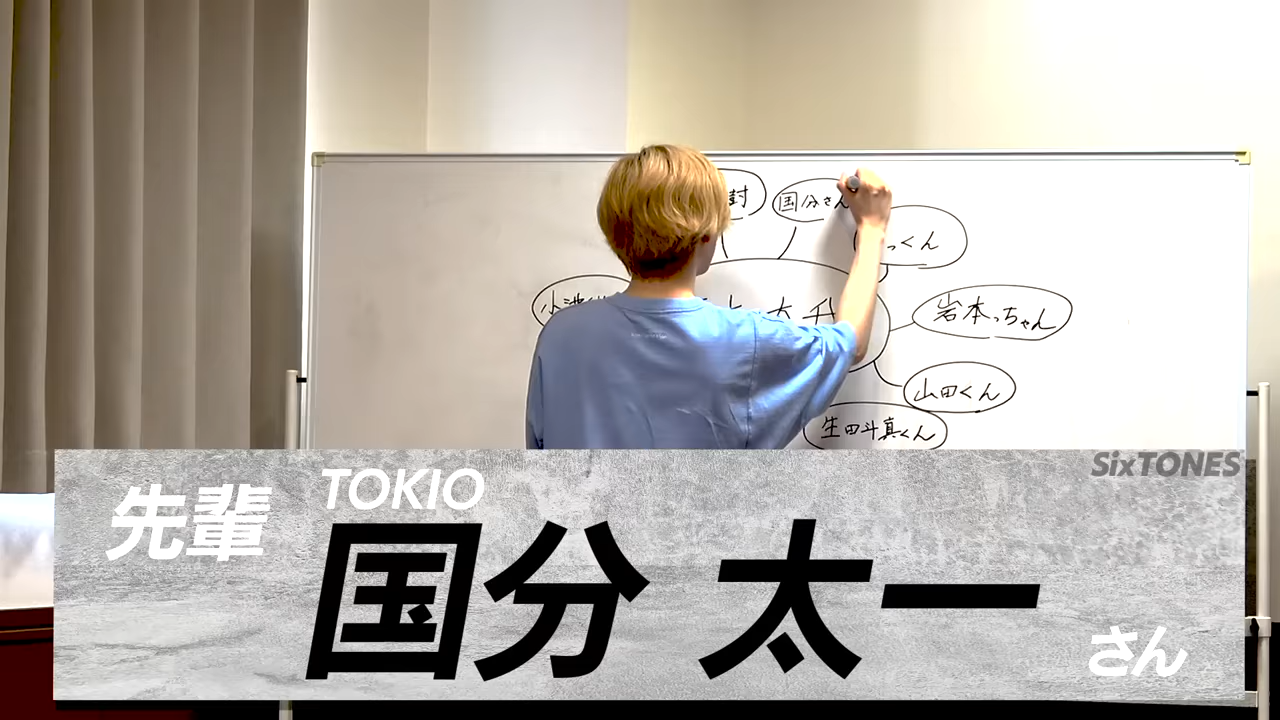 封
国分さん
っくん
岩本っちゃん
山田くん
生田斗真くん
SixTONES
先輩
TOKIO
国分 太一
さん